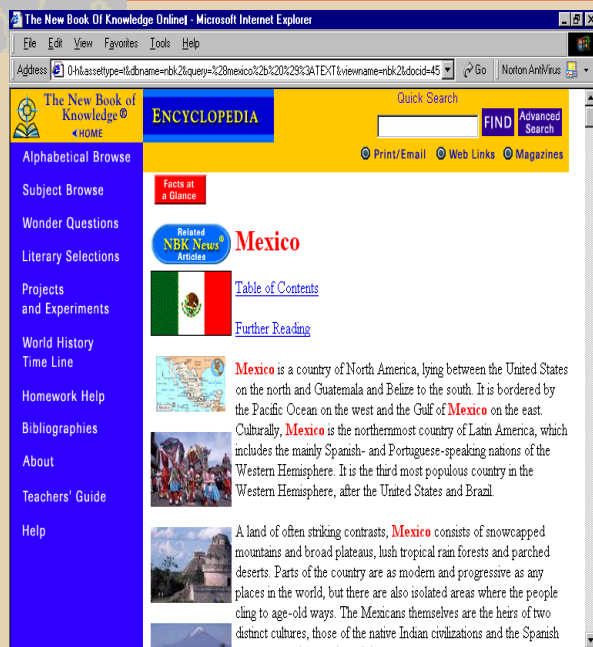 The New Book Of Knowledge Online] - Microsoft Internet Explorer
File Edit View Favorites Tools Help
Address 0-h&assettype=t&dbname=nbk2&query=%28mexico%2b%20%29%3ATEXT&viewname=nbk2&docid=45 Go Norton AntiVirus
The New Book of
Knowledge®
HOME
ENCYCLOPEDIA
Quick Search
FIND
Advanced
Search
Print/Email Web Links Magazines
Alphabetical Browse
Subject Browse
Wonder Questions
Literary Selections
Projects
and Experiments
World History
Time Line
Homework Help
Bibliographies
About
Teachers' Guide
Help
Facts at
a Glance
Related
NBK News®
Articles
Mexico
Table of Contents
Further Reading
Mexico is a country of North America, lying between the United States
on the north and Guatemala and Belize to the south. It is bordered by
the Pacific Ocean on the west and the Gulf of Mexico on the east.
Culturally, Mexico is the northernmost country of Latin America, which
includes the mainly Spanish- and Portuguese-speaking nations of the
Western Hemisphere. It is the third most populous country in the
Western Hemisphere, after the United States and Brazil.
A land of often striking contrasts, Mexico consists of snowcapped
mountains and broad plateaus, lush tropical rain forests and parched
deserts. Parts of the country are as modern and progressive as any
places in the world, but there are also isolated areas where the people
cling to age-old ways. The Mexicans themselves are the heirs of two
distinct cultures, those of the native Indian civilizations and the Spanish